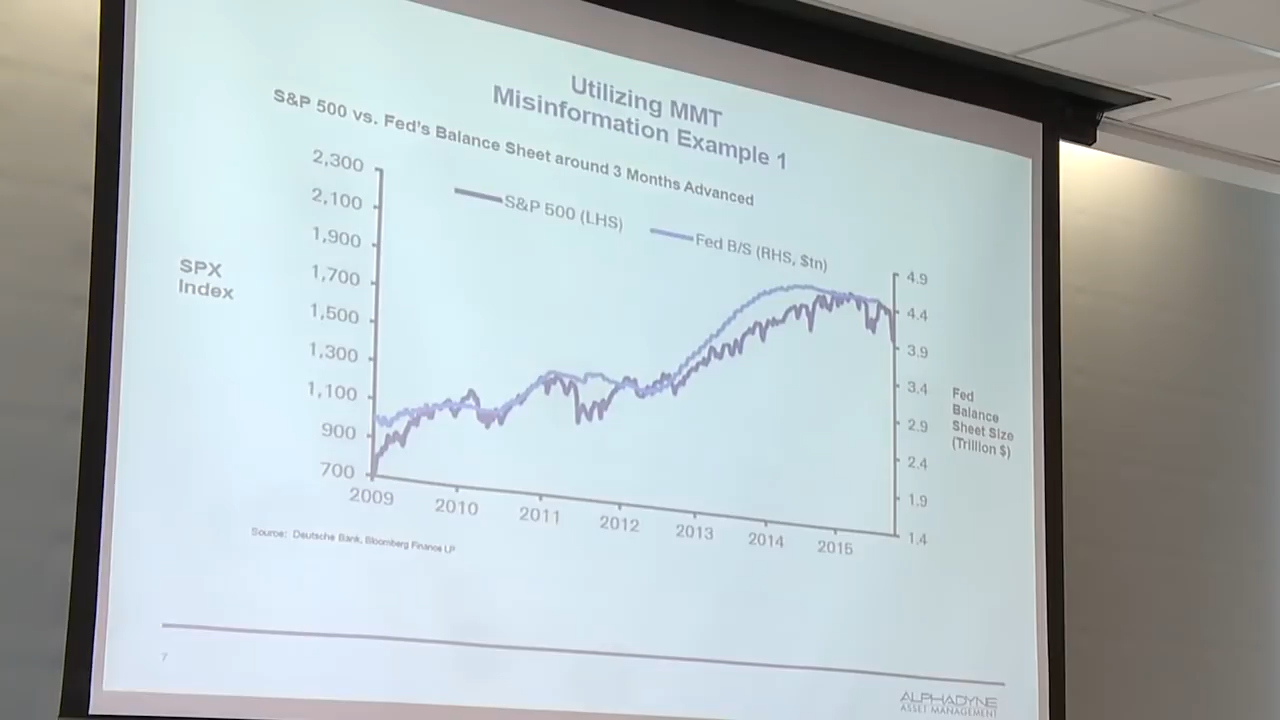 Utilizing MMT
Misinformation Example 1
S&P 500 vs. Fed's Balance Sheet around 3 Months Advanced
2,300
2,100
1,900
1,700
1,500
1,300
1,100
900
700
SPX
Index
S&P 500 (LHS)
Fed B/S (RHS, $tn)
4.9
4.4
3.9
3.4
2.9
2.4
1.9
1.4
Fed
Balance
Sheet Size
(Trillion $)
2009
2010
2011
2012
2013
2014
2015
Source: Deutsche Bank, Bloomberg Finance LP
7
ALPHADYNE
ASSET MANAGEMENT